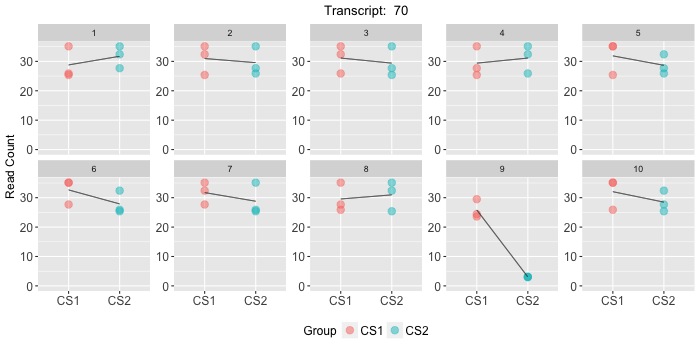 Transcript: 70
1 2 3 4 5
30
20
10
0
Read Count
6 7 8 9 10
30
20
10
0
CS1 CS2 CS1 CS2 CS1 CS2 CS1 CS2 CS1 CS2
Group CS1 CS2